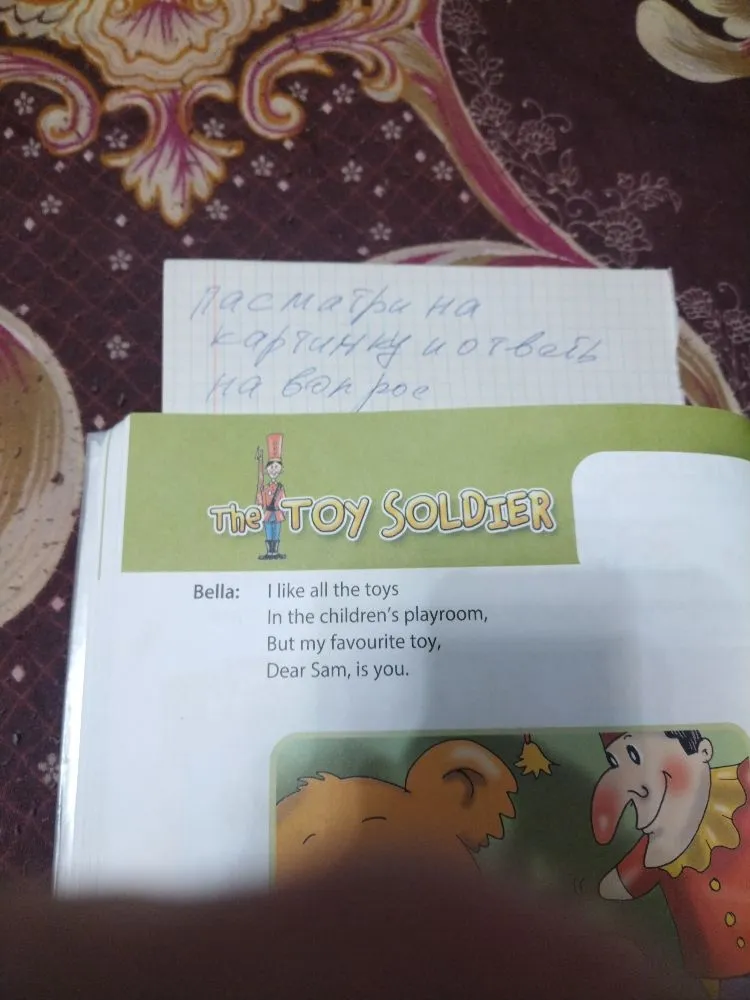 пасматри на
картинку и ответь
на вопрос
The TOY SOLDIER
Bella: I like all the toys
In the children's playroom,
But my favourite toy,
Dear Sam, is you.